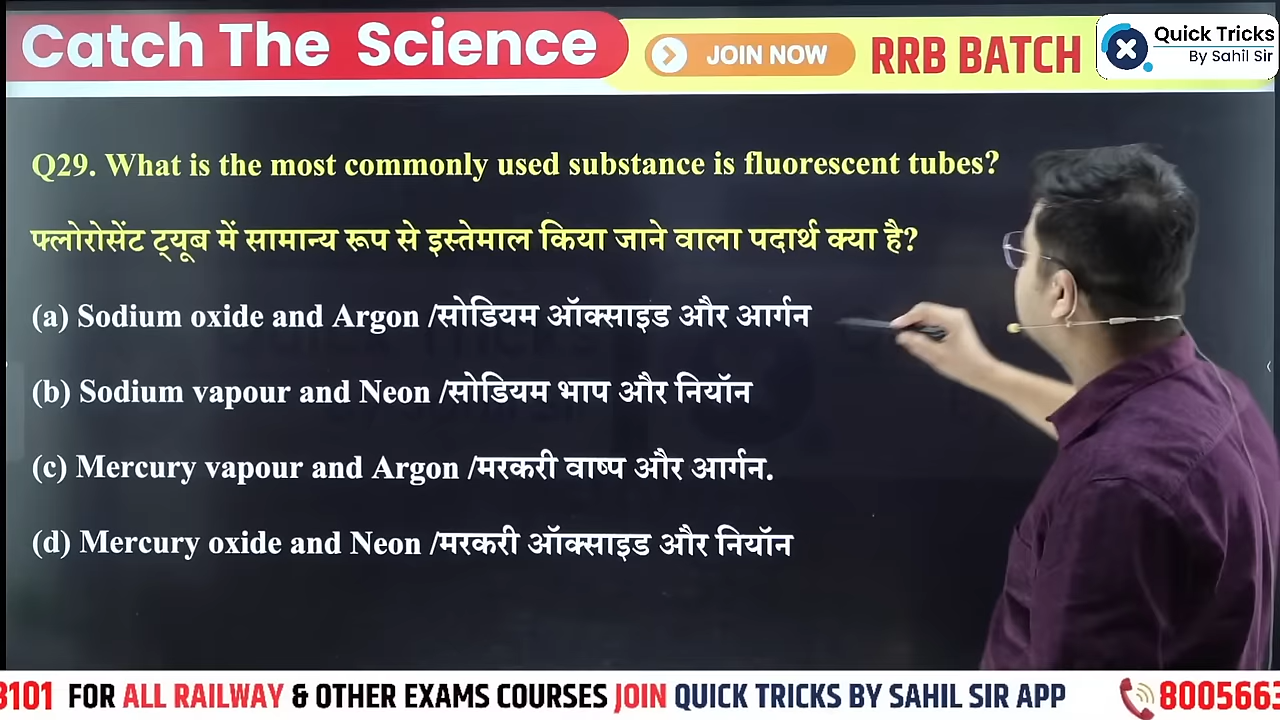 Catch The Science
JOIN NOW
RRB BATCH
Quick Tricks
By Sahil Sir
Q29. What is the most commonly used substance is fluorescent tubes?
फ्लोरोसेंट ट्यूब में सामान्य रूप से इस्तेमाल किया जाने वाला पदार्थ क्या है?
(a) Sodium oxide and Argon /सोडियम ऑक्साइड और आर्गन
(b) Sodium vapour and Neon /सोडियम भाप और नियॉन
(c) Mercury vapour and Argon /मरकरी वाष्प और आर्गन.
(d) Mercury oxide and Neon /मरकरी ऑक्साइड और नियॉन
3101 FOR ALL RAILWAY & OTHER EXAMS COURSES JOIN QUICK TRICKS BY SAHIL SIR APP 8005663